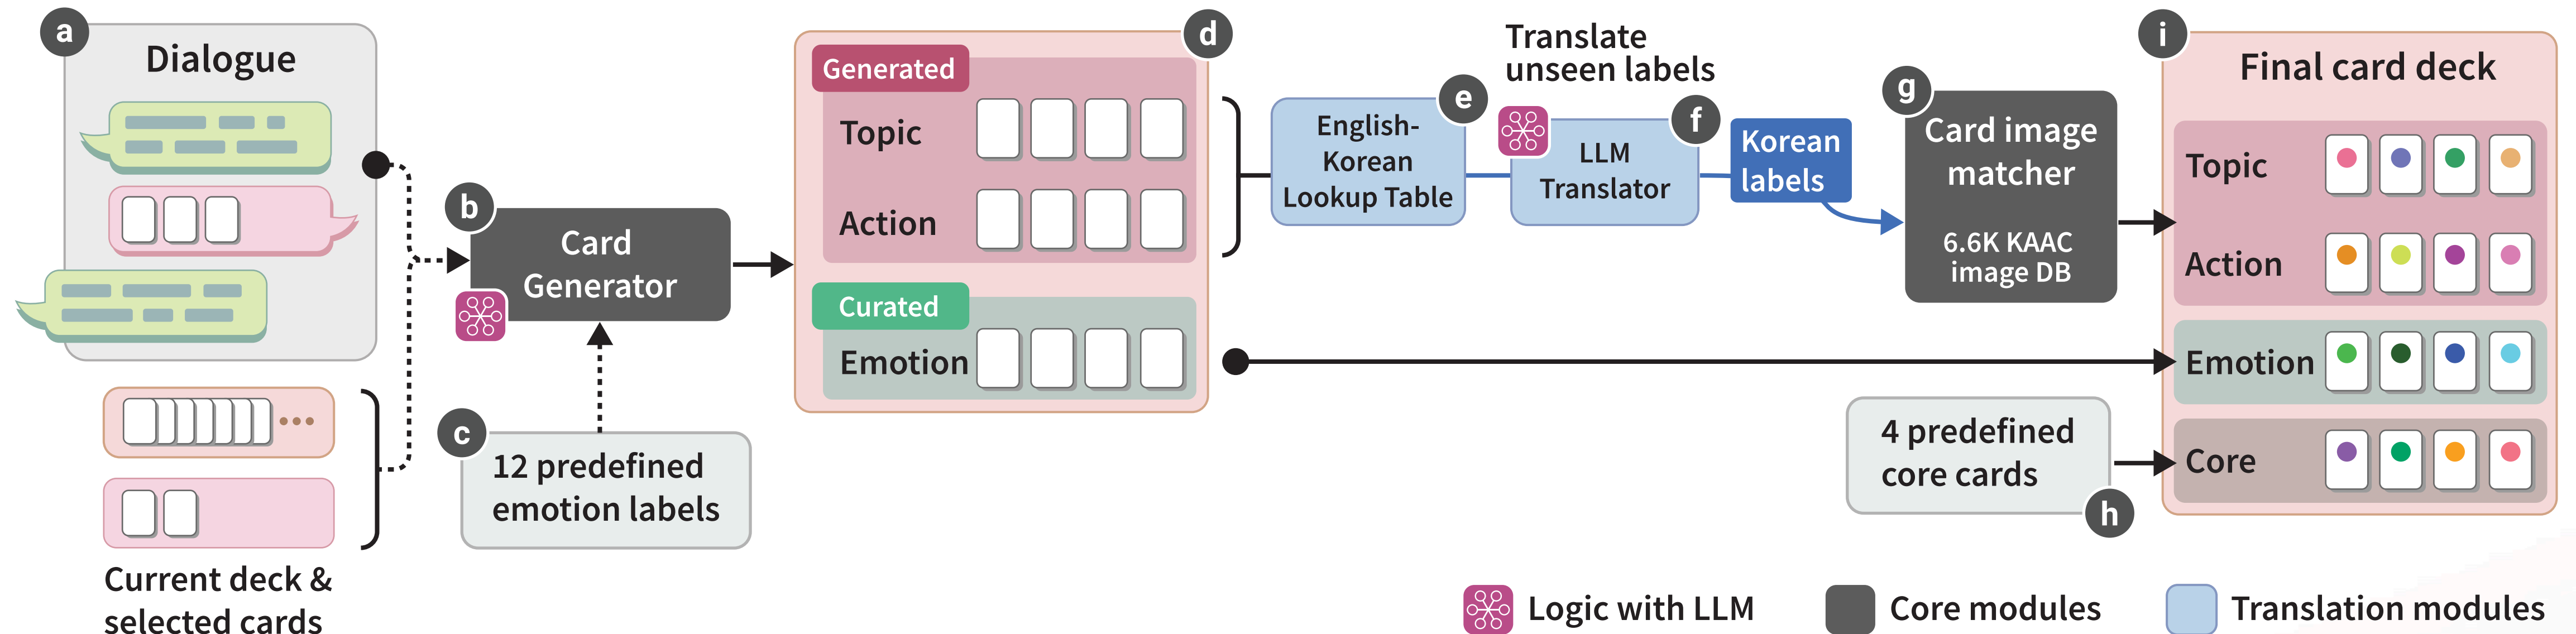 a
Dialogue
Current deck &
selected cards
b
Card
Generator
c
12 predefined
emotion labels
d
Generated
Topic
Action
Curated
Emotion
e
English-
Korean
Lookup Table
Translate
unseen labels
f
LLM
Translator
Korean
labels
g
Card image
matcher
6.6K KAAC
image DB
4 predefined
core cards
h
i
Final card deck
Topic
Action
Emotion
Core
Logic with LLM
Core modules
Translation modules